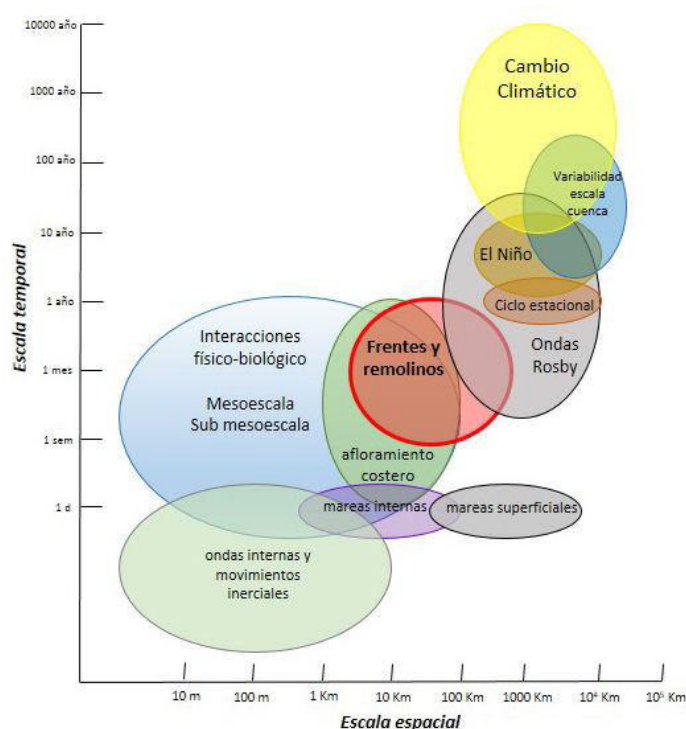 10000 año
1000 año
100 año
10 año
1 año
1 mes
1 sem
1 d
Escala temporal
Cambio
Climático
Variabilidad
escala
cuenca
El Niño
Ciclo estacional
Ondas
Rosby
Interacciones
físico-biológico
Mesoescala
Sub mesoescala
Frentes y
remolinos
afloramiento
costero
mareas internas
mareas superficiales
ondas internas y
movimientos
inerciales
10 m
100 m
1 Km
10 Km
100 Km
1000 Km
10⁴ Km
10⁵ Km
Escala espacial